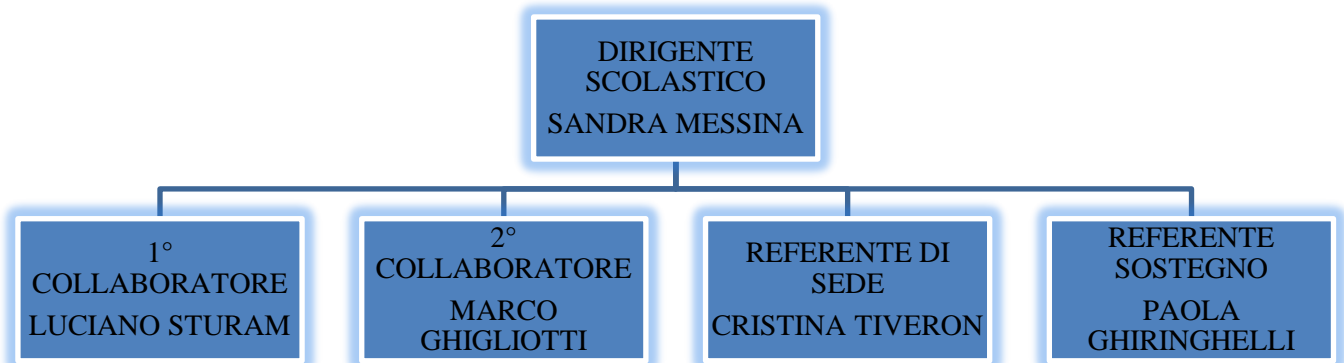 DIRIGENTE
SCOLASTICO
SANDRA MESSINA
1°
COLLABORATORE
LUCIANO STURAM
2°
COLLABORATORE
MARCO
GHIGLIOTTI
REFERENTE DI
SEDE
CRISTINA TIVERON
REFERENTE
SOSTEGNO
PAOLA
GHIRINGHELLI